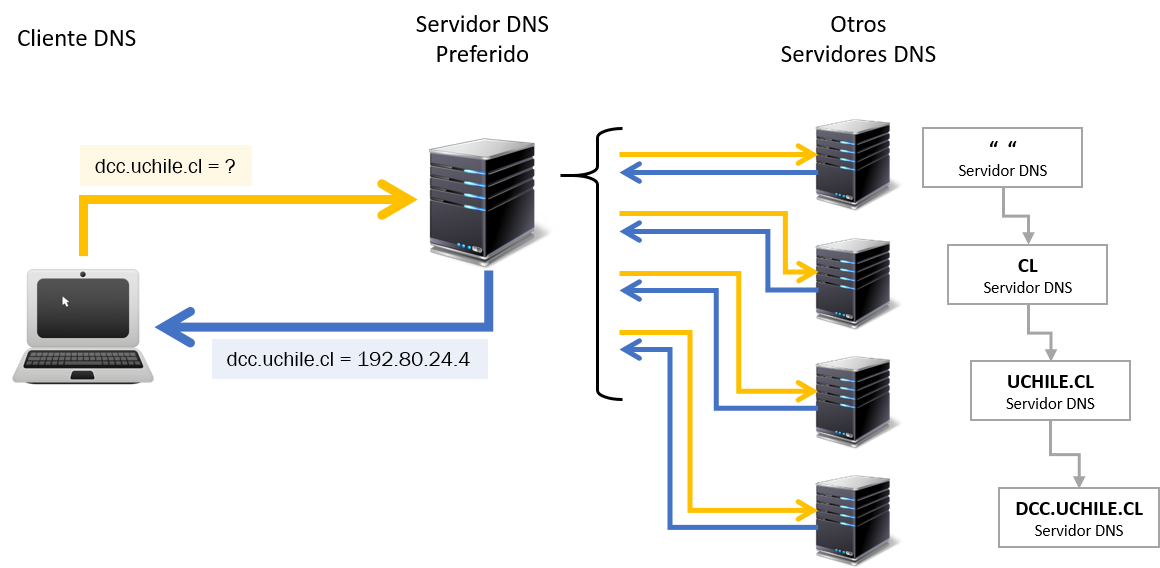 Cliente DNS
Servidor DNS
Preferido
Otros
Servidores DNS
dcc.uchile.cl = ?
dcc.uchile.cl = 192.80.24.4
“ “
Servidor DNS
CL
Servidor DNS
UCHILE.CL
Servidor DNS
DCC.UCHILE.CL
Servidor DNS